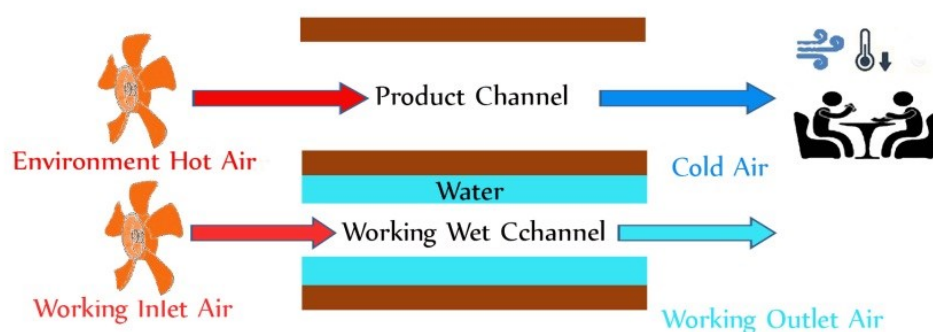 Product Channel
Environment Hot Air
Cold Air
Water
Working Wet Cchannel
Working Inlet Air
Working Outlet Air